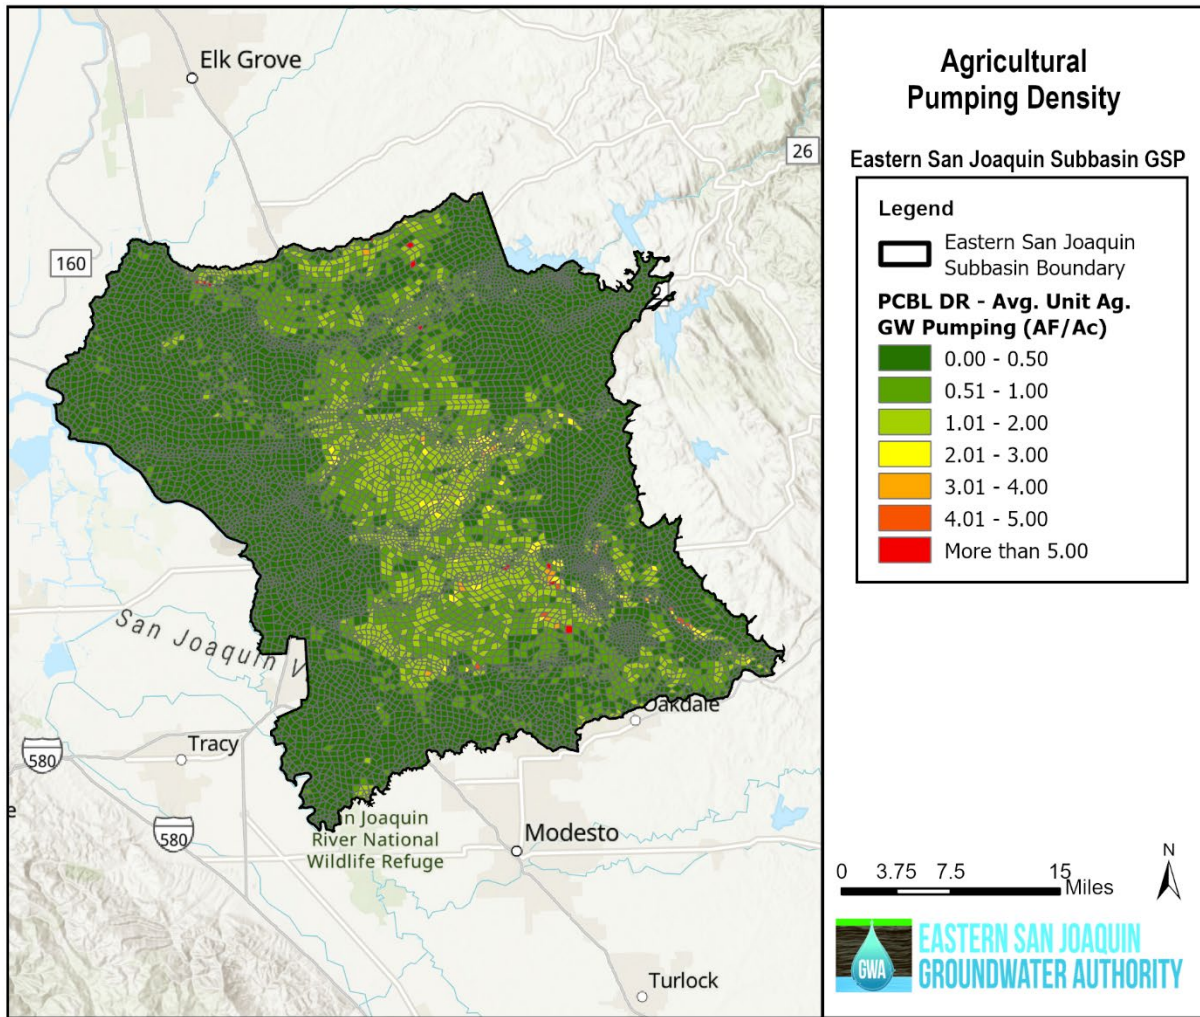 Elk Grove
26
160
San Joaquin V
Oakdale
Tracy
580
580
n Joaquin
River National
Wildlife Refuge
Modesto
Turlock
e
Agricultural
Pumping Density
Eastern San Joaquin Subbasin GSP
Legend
Eastern San Joaquin
Subbasin Boundary
PCBL DR - Avg. Unit Ag.
GW Pumping (AF/Ac)
0.00 - 0.50
0.51 - 1.00
1.01 - 2.00
2.01 - 3.00
3.01 - 4.00
4.01 - 5.00
More than 5.00
0 3.75 7.5 15
Miles
N
GWA
EASTERN SAN JOAQUIN
GROUNDWATER AUTHORITY